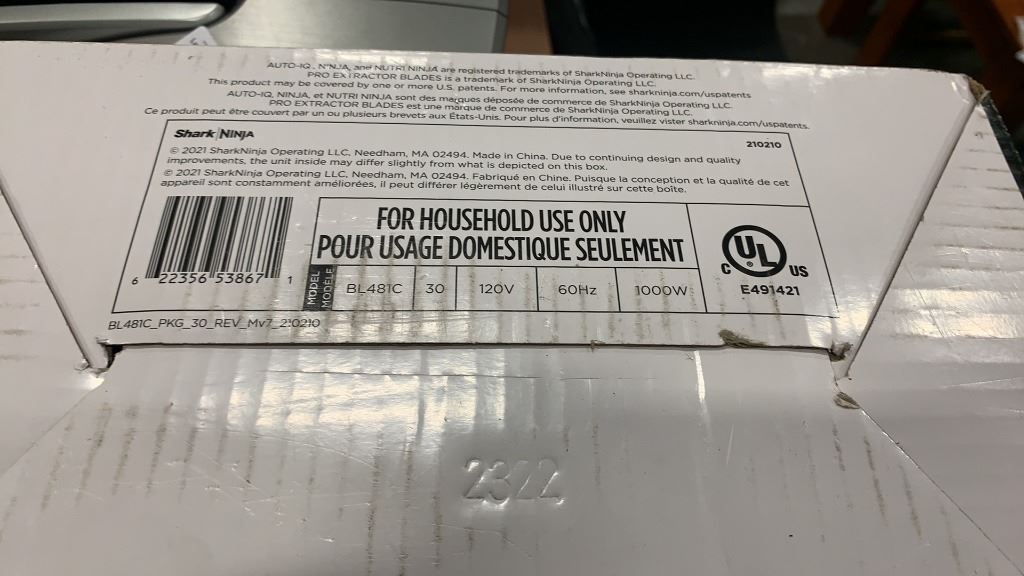 AUTO-IQ, NINJA, and NUTRI NINJA are registered trademarks of SharkNinja Operating LLC.
PRO EXTRACTOR BLADES is a trademark of SharkNinja Operating LLC.
This product may be covered by one or more U.S. patents. For more information, see sharkninja.com/uspatents
AUTO-IQ, NINJA, et NUTRI NINJA sont des marques déposée de commerce de SharkNinja Operating LLC.
PRO EXTRACTOR BLADES est une marque de commerce de SharkNinja Operating LLC.
Ce produit peut être couvert par un ou plusieurs brevets aux États-Unis. Pour plus d'information, veuillez vister sharkninja.com/uspatents.
Shark | NINJA
210210
© 2021 SharkNinja Operating LLC, Needham, MA 02494. Made in China. Due to continuing design and quality
improvements, the unit inside may differ slightly from what is depicted on this box.
© 2021 SharkNinja Operating LLC, Needham, MA 02494. Fabriqué en Chine. Puisque la conception et la qualité de cet
appareil sont constamment améliorées, il peut différer légèrement de celui illustré sur cette boîte.
FOR HOUSEHOLD USE ONLY
POUR USAGE DOMESTIQUE SEULEMENT
C UL ® US
E491421
6 22356 53867 1
MODEL
MODÈLE
BL481C 30 120V 60Hz 1000W
BL481C_PKG_30_REV_Mv7_210210
2322